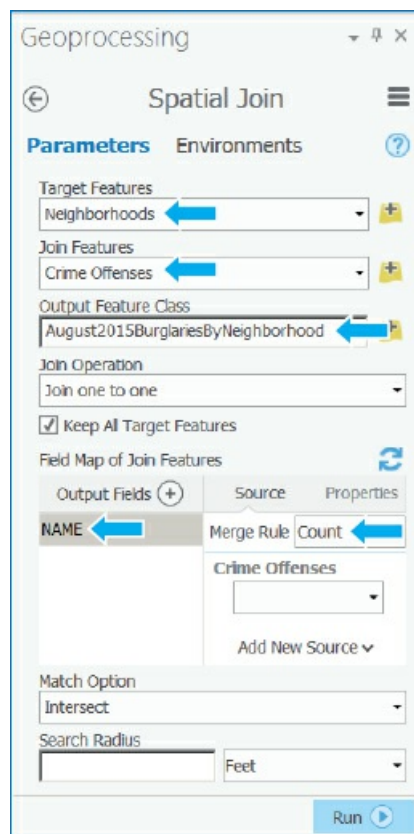 Geoprocessing
Spatial Join
Parameters Environments
Target Features
Neighborhoods
Join Features
Crime Offenses
Output Feature Class
August2015BurglariesByNeighborhood
Join Operation
Join one to one
Keep All Target Features
Field Map of Join Features
Output Fields Source Properties
NAME Merge Rule Count
Crime Offenses
Add New Source
Match Option
Intersect
Search Radius
Feet
Run